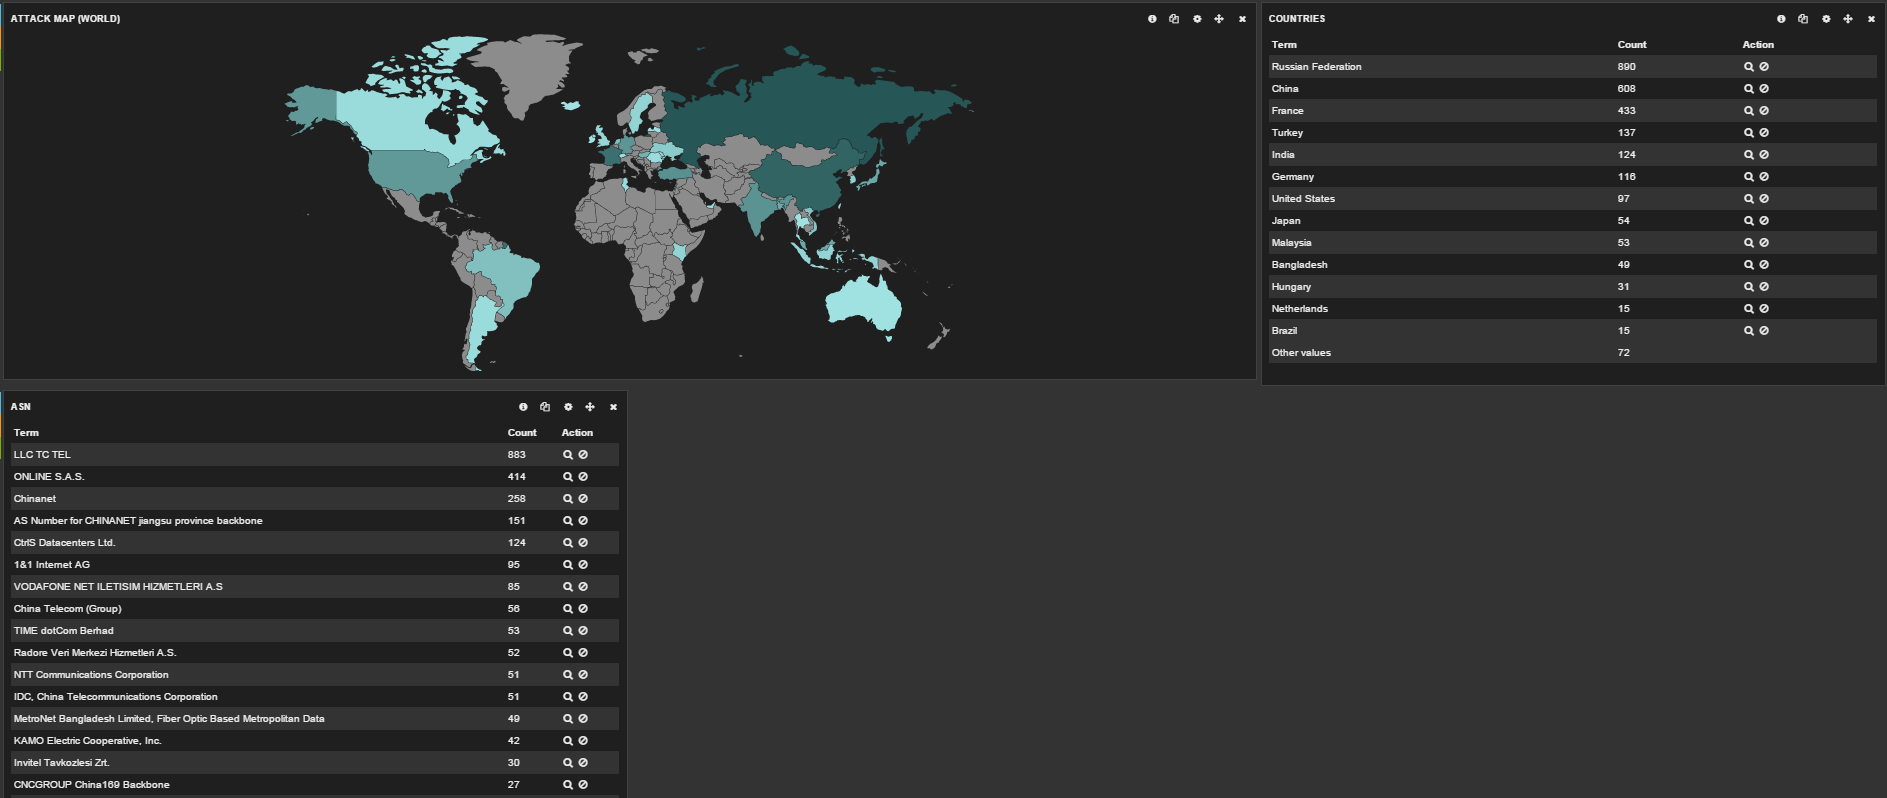 ATTACK MAP (WORLD)
COUNTRIES
Term Count Action
Russian Federation 890
China 608
France 433
Turkey 137
India 124
Germany 116
United States 97
Japan 54
Malaysia 53
Bangladesh 49
Hungary 31
Netherlands 15
Brazil 15
Other values 72
ASN
Term Count Action
LLC TC TEL 883
ONLINE S.A.S. 414
Chinanet 258
AS Number for CHINANET jiangsu province backbone 151
CtrlS Datacenters Ltd. 124
1&1 Internet AG 95
VODAFONE NET ILETISIM HIZMETLERI A.S 85
China Telecom (Group) 56
TIME dotCom Berhad 53
Radore Veri Merkezi Hizmetleri A.S. 52
NTT Communications Corporation 51
IDC, China Telecommunications Corporation 51
MetroNet Bangladesh Limited, Fiber Optic Based Metropolitan Data 49
KAMO Electric Cooperative, Inc. 42
Invitel Tavkozlesi Zrt. 30
CNCGROUP China169 Backbone 27